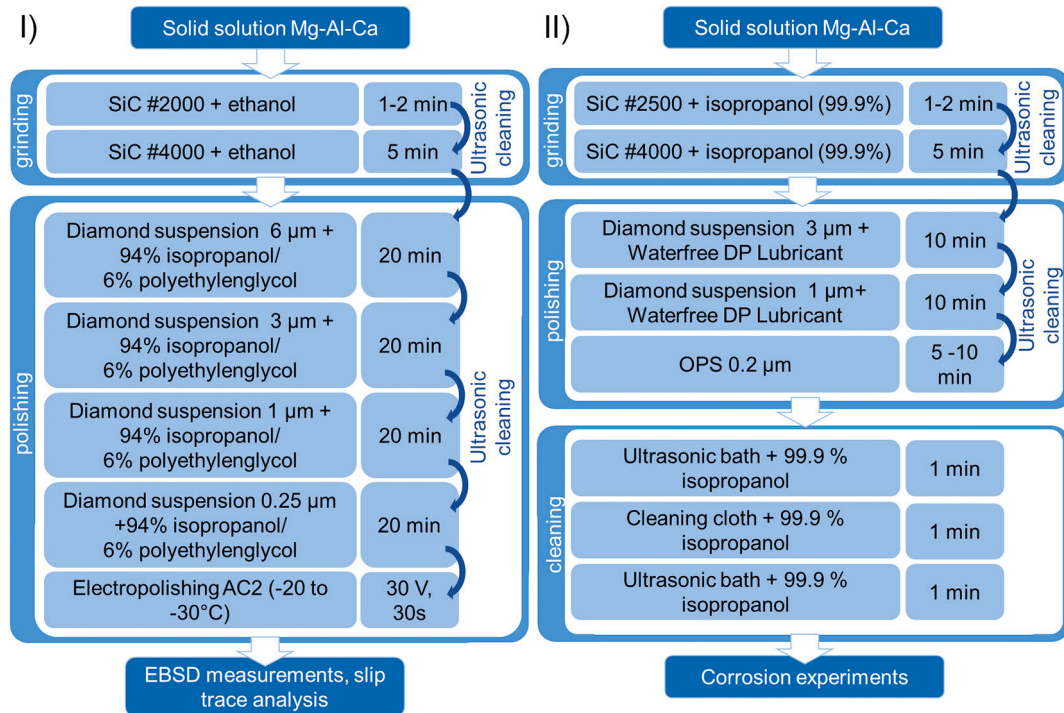 I)
Solid solution Mg-Al-Ca
grinding
SiC #2000 + ethanol
1-2 min
SiC #4000 + ethanol
5 min
Ultrasonic
cleaning
polishing
Diamond suspension 6 µm +
94% isopropanol/
6% polyethylenglycol
20 min
Diamond suspension 3 µm +
94% isopropanol/
6% polyethylenglycol
20 min
Diamond suspension 1 µm +
94% isopropanol/
6% polyethylenglycol
20 min
Diamond suspension 0.25 µm
+94% isopropanol/
6% polyethylenglycol
20 min
Electropolishing AC2 (-20 to
-30°C)
30 V,
30s
Ultrasonic
cleaning
EBSD measurements, slip
trace analysis
II)
Solid solution Mg-Al-Ca
grinding
SiC #2500 + isopropanol (99.9%)
1-2 min
SiC #4000 + isopropanol (99.9%)
5 min
Ultrasonic
cleaning
polishing
Diamond suspension 3 µm +
Waterfree DP Lubricant
10 min
Diamond suspension 1 µm+
Waterfree DP Lubricant
10 min
OPS 0.2 µm
5 -10
min
Ultrasonic
cleaning
cleaning
Ultrasonic bath + 99.9 %
isopropanol
1 min
Cleaning cloth + 99.9 %
isopropanol
1 min
Ultrasonic bath + 99.9 %
isopropanol
1 min
Corrosion experiments